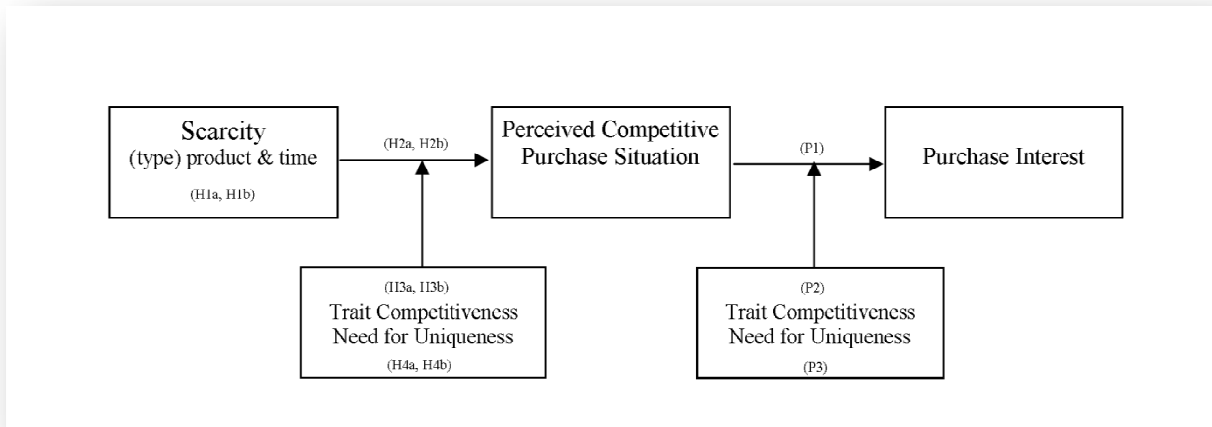 Scarcity
(type) product & time
(H1a, H1b)
(H2a, H2b)
Perceived Competitive
Purchase Situation
(P1)
Purchase Interest
(H3a, H3b)
Trait Competitiveness
Need for Uniqueness
(H4a, H4b)
(P2)
Trait Competitiveness
Need for Uniqueness
(P3)